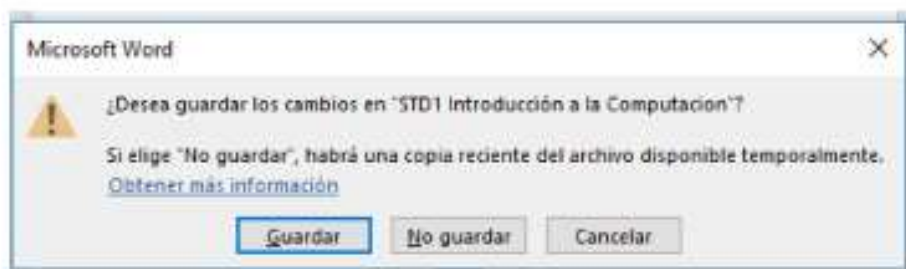 Microsoft Word
¿Desea guardar los cambios en "STD1 Introducción a la Computacion"?
Si elige "No guardar", habrá una copia reciente del archivo disponible temporalmente.
Obtener más información
Guardar No guardar Cancelar